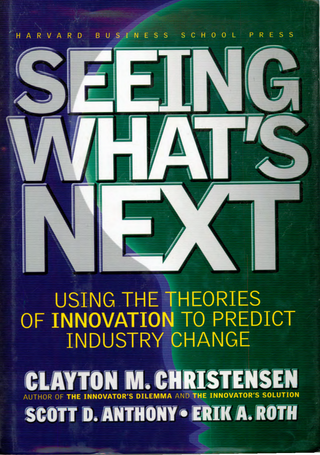 HARVARD BUSINESS SCHOOL PRESS
SEEING
WHAT'S
NEXT
USING THE THEORIES
OF INNOVATION TO PREDICT
INDUSTRY CHANGE
CLAYTON M. CHRISTENSEN
AUTHOR OF THE INNOVATOR'S DILEMMA AND THE INNOVATOR'S SOLUTION
SCOTT D. ANTHONY • ERIK A. ROTH